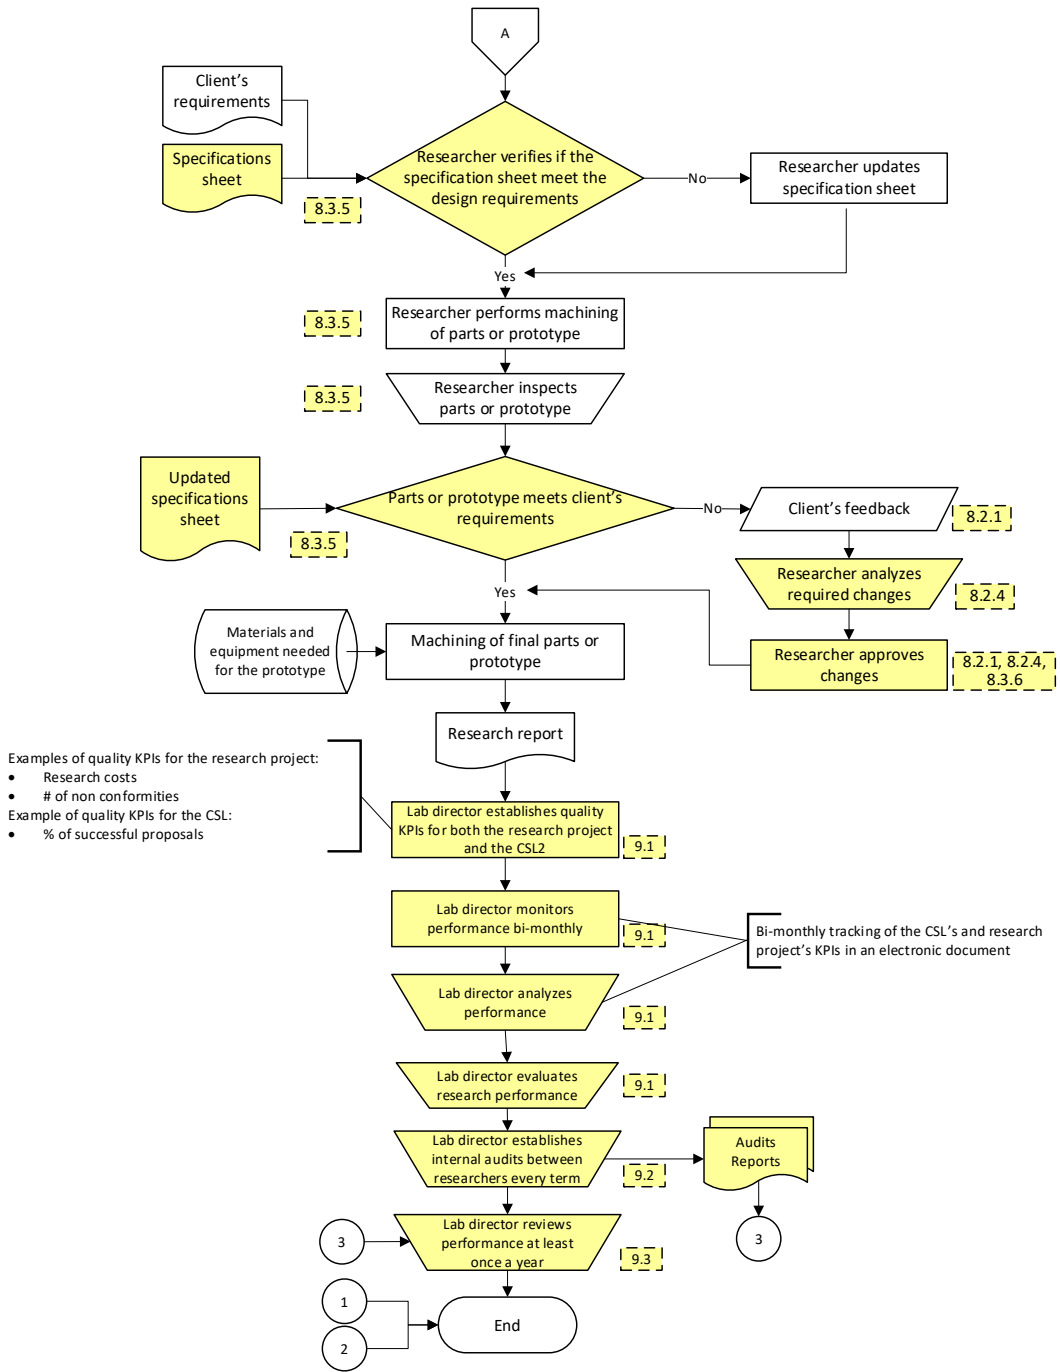 A
Client's
requirements
Specifications
sheet
8.3.5
Researcher verifies if the
specification sheet meet the
design requirements
No
Researcher updates
specification sheet
Yes
8.3.5
Researcher performs machining
of parts or prototype
8.3.5
Researcher inspects
parts or prototype
Updated
specifications
sheet
8.3.5
Parts or prototype meets client's
requirements
No
Client's feedback
8.2.1
Researcher analyzes
required changes
8.2.4
Researcher approves
changes
8.2.1, 8.2.4,
8.3.6
Yes
Materials and
equipment needed
for the prototype
Machining of final parts or
prototype
Research report
Examples of quality KPIs for the research project:
• Research costs
• # of non conformities
Example of quality KPIs for the CSL:
• % of successful proposals
Lab director establishes quality
KPIs for both the research project
and the CSL2
9.1
Lab director monitors
performance bi-monthly
9.1
Bi-monthly tracking of the CSL's and research
project's KPIs in an electronic document
Lab director analyzes
performance
9.1
Lab director evaluates
research performance
9.1
Lab director establishes
internal audits between
researchers every term
9.2
Audits
Reports
3
3
Lab director reviews
performance at least
once a year
9.3
1
2
End